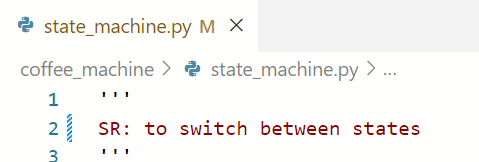 state_machine.py M ×
coffee_machine > state_machine.py > ...
1 '''
2 SR: to switch between states
3 '''